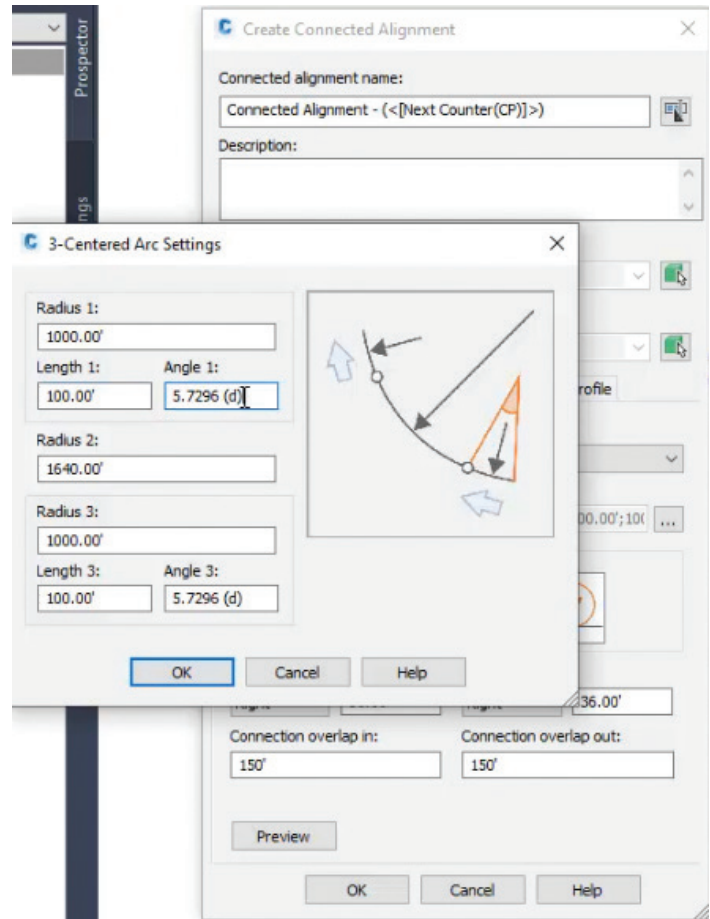 Prospector
ngs
C Create Connected Alignment
Connected alignment name:
Connected Alignment - (<[Next Counter(CP)]>)
Description:
C 3-Centered Arc Settings
Radius 1:
1000.00'
Length 1: Angle 1:
100.00' 5.7296 (d)
Radius 2:
1640.00'
Radius 3:
1000.00'
Length 3: Angle 3:
100.00' 5.7296 (d)
OK Cancel Help
rofile
00.00';10(
...
36.00'
Connection overlap in: Connection overlap out:
150' 150'
Preview
OK Cancel Help